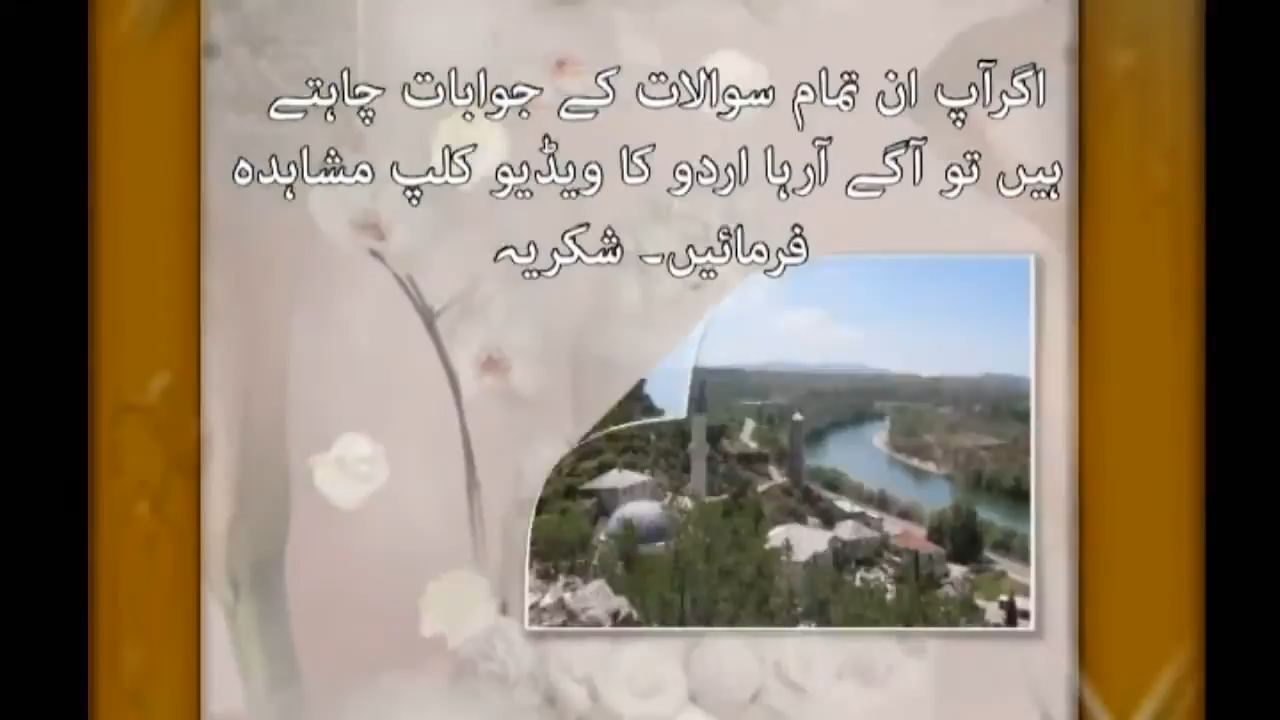 اگرآپ ان تمام سوالات کے جوابات چاہتے
ہیں تو آگے آرہا اردو کا ویڈیو کلپ مشاہدہ
فرمائیں۔ شکریہ